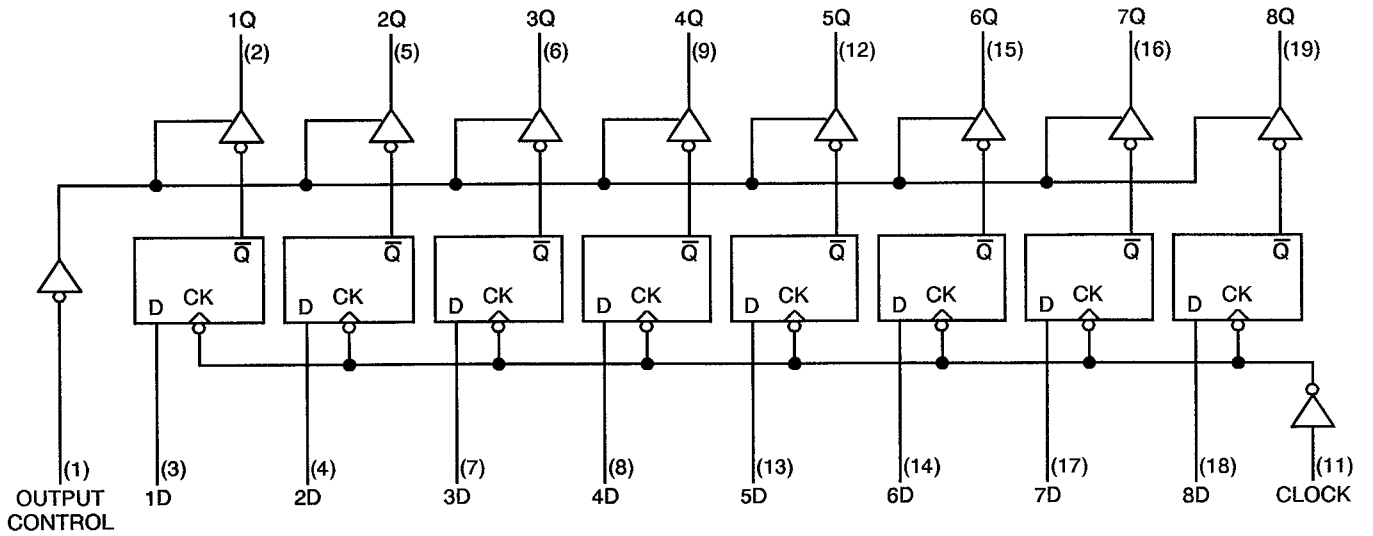 1Q 2Q 3Q 4Q 5Q 6Q 7Q 8Q
(2) (5) (6) (9) (12) (15) (16) (19)
Q̅ Q̅ Q̅ Q̅ Q̅ Q̅ Q̅ Q̅
D CK D CK D CK D CK D CK D CK D CK D CK
(1) (3) (4) (7) (8) (13) (14) (17) (18) (11)
OUTPUT CONTROL 1D 2D 3D 4D 5D 6D 7D 8D CLOCK